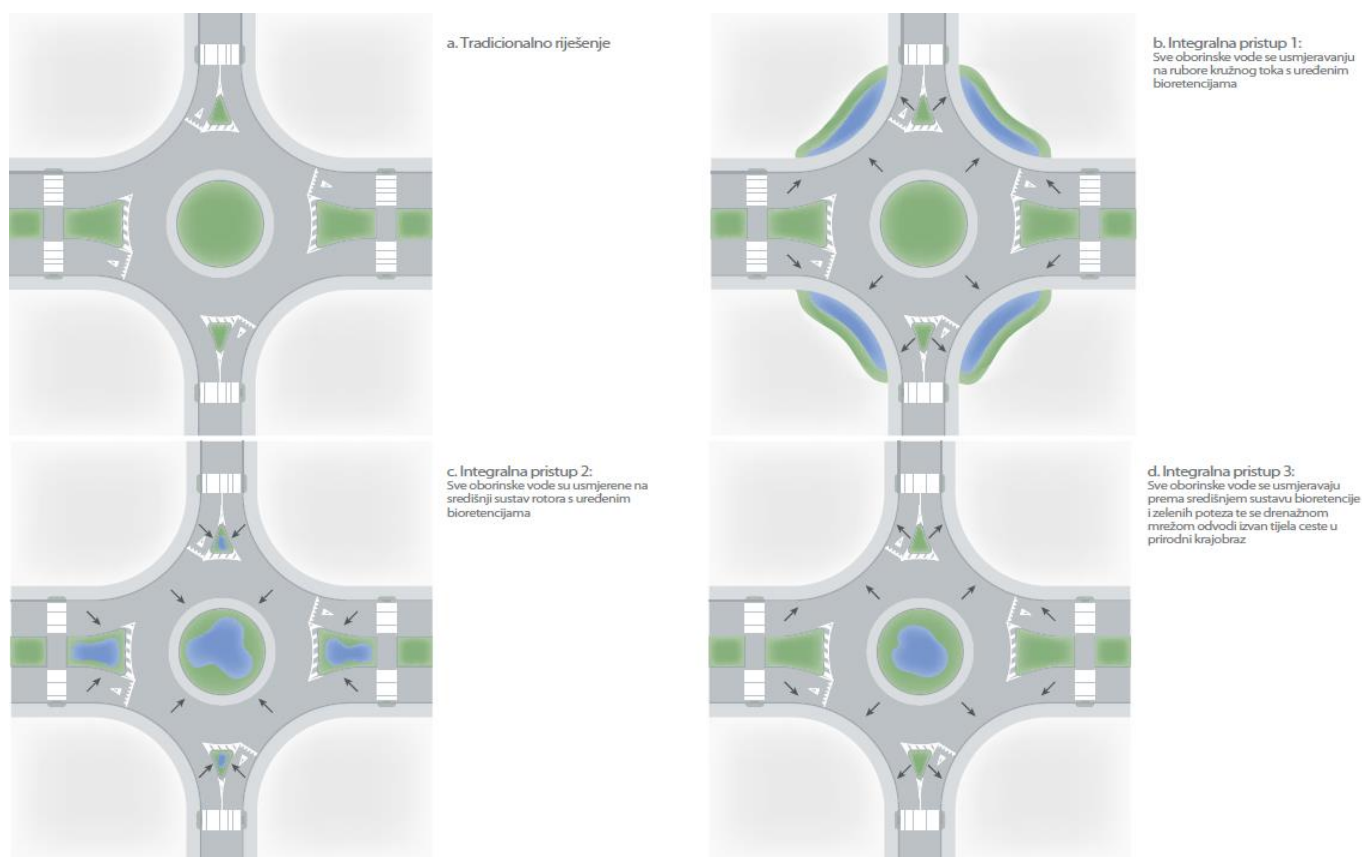 a. Tradicionalno riješenje
b. Integralna pristup 1:
Sve oborinske vode se usmjeravanju
na rubore kružnog toka s uređenim
bioretencijama
c. Integralna pristup 2:
Sve oborinske vode su usmjerene na
središnji sustav rotora s uređenim
bioretencijama
d. Integralna pristup 3:
Sve oborinske vode se usmjeravaju
prema središnjem sustavu bioretencije
i zelenih poteza te se drenažnom
mrežom odvodi izvan tijela ceste u
prirodni krajobraz